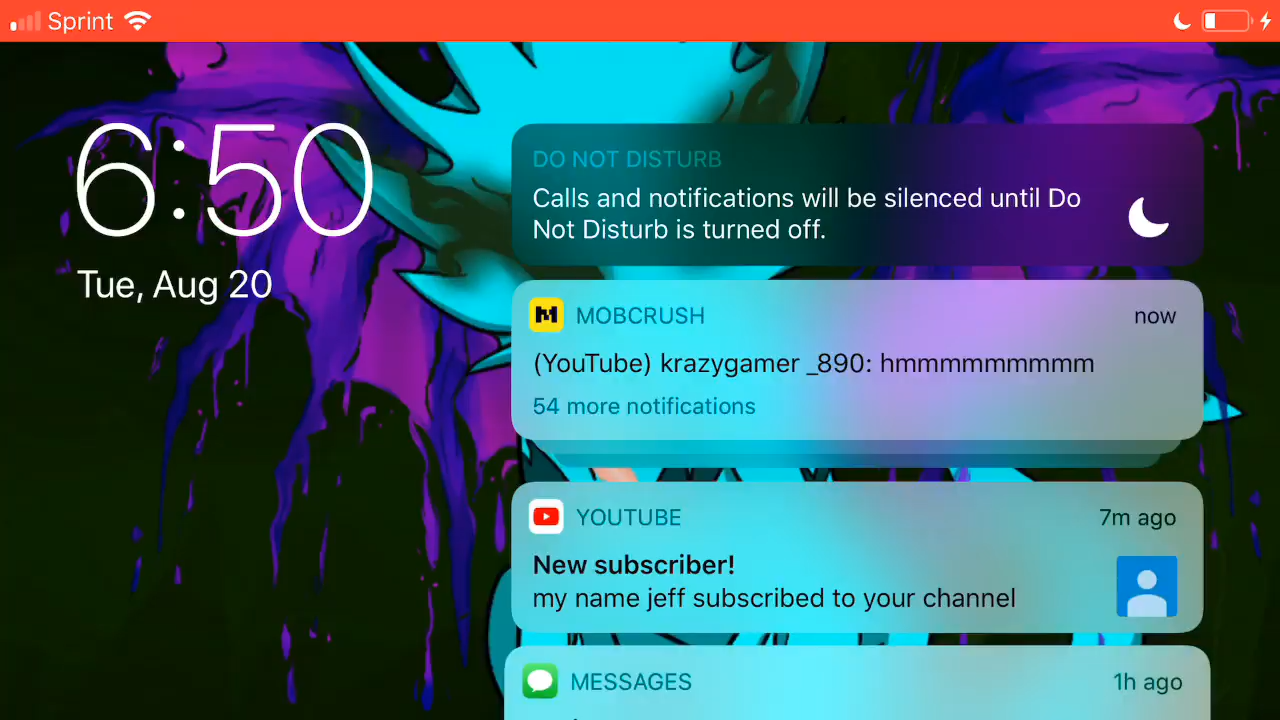 Sprint
6:50
Tue, Aug 20
DO NOT DISTURB
Calls and notifications will be silenced until Do
Not Disturb is turned off.
MOBCRUSH now
(YouTube) krazygamer _890: hmmmmmmmmm
54 more notifications
YOUTUBE 7m ago
New subscriber!
my name jeff subscribed to your channel
MESSAGES 1h ago